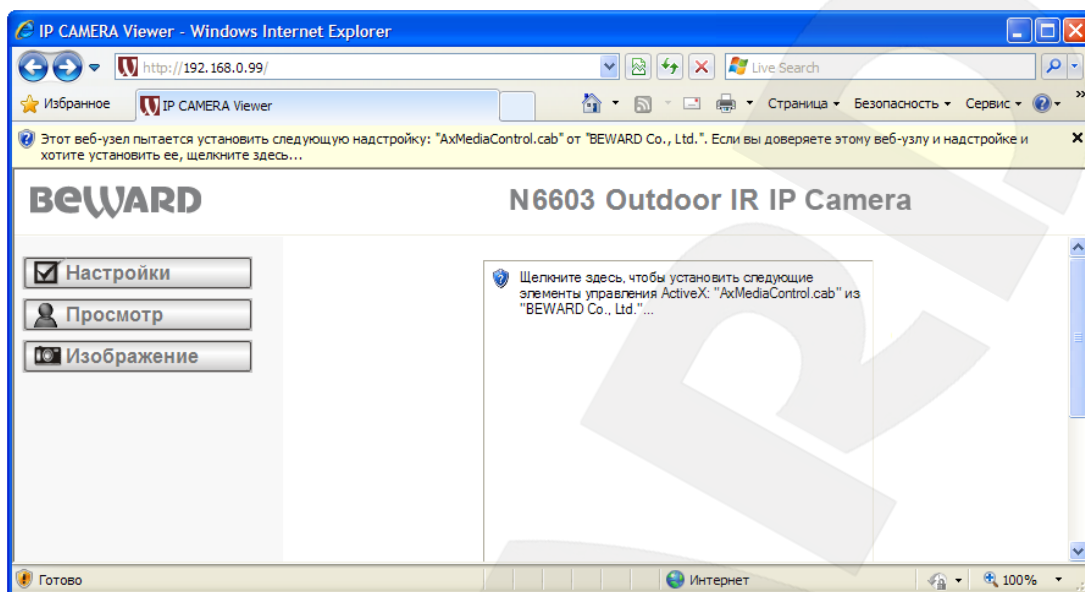 IP CAMERA Viewer - Windows Internet Explorer
http://192.168.0.99/
Live Search
Избранное
IP CAMERA Viewer
Страница
Безопасность
Сервис
»
Этот веб-узел пытается установить следующую надстройку: "AxMediaControl.cab" от "BEWARD Co., Ltd.". Если вы доверяете этому веб-узлу и надстройке и
хотите установить ее, щелкните здесь...
BEWARD
N6603 Outdoor IR IP Camera
Настройки
Просмотр
Изображение
Щелкните здесь, чтобы установить следующие
элементы управления ActiveX: "AxMediaControl.cab" из
"BEWARD Co., Ltd."...
Готово
Интернет
100%